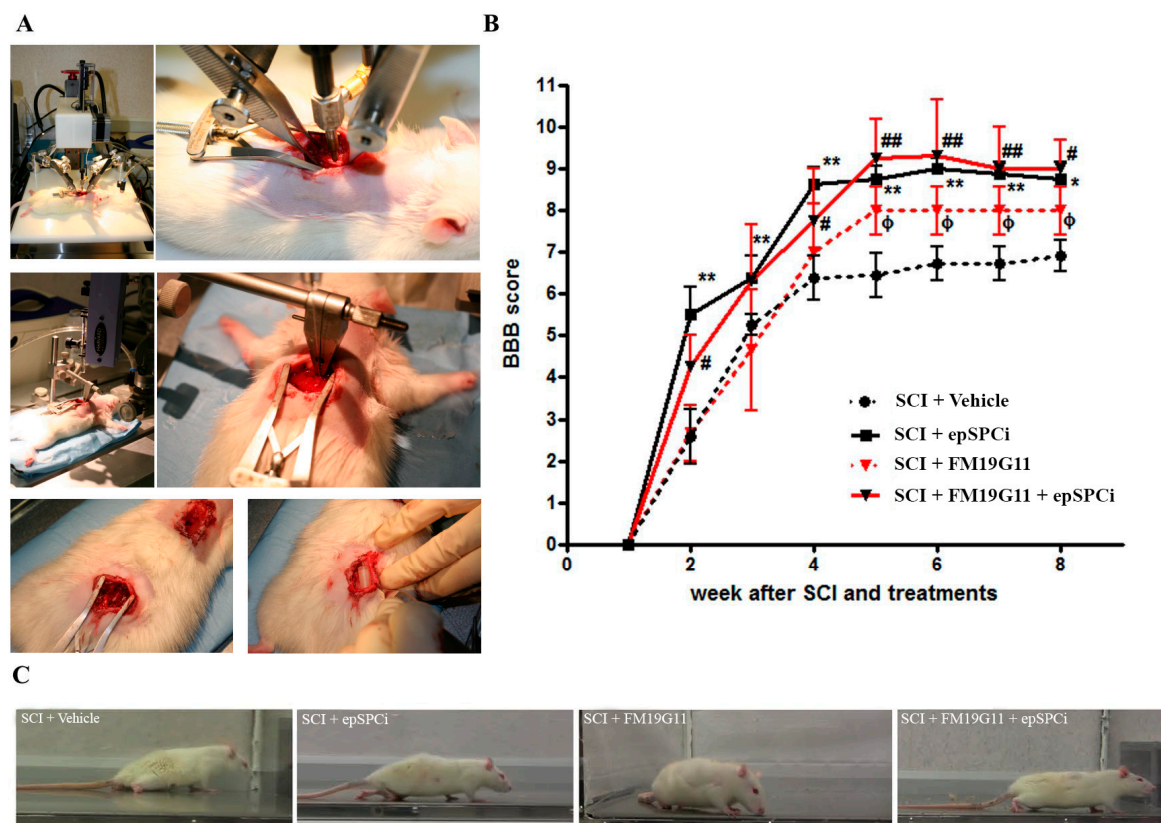 A
B
11
10
9
8
7
6
5
4
3
2
1
0
BBB score
**
**
**
#
#
##
##
##
#
**
**
**
*
ϕ
ϕ
ϕ
ϕ
SCI + Vehicle
SCI + epSPCi
SCI + FM19G11
SCI + FM19G11 + epSPCi
0
2
4
6
8
week after SCI and treatments
C
SCI + Vehicle
SCI + epSPCi
SCI + FM19G11
SCI + FM19G11 + epSPCi